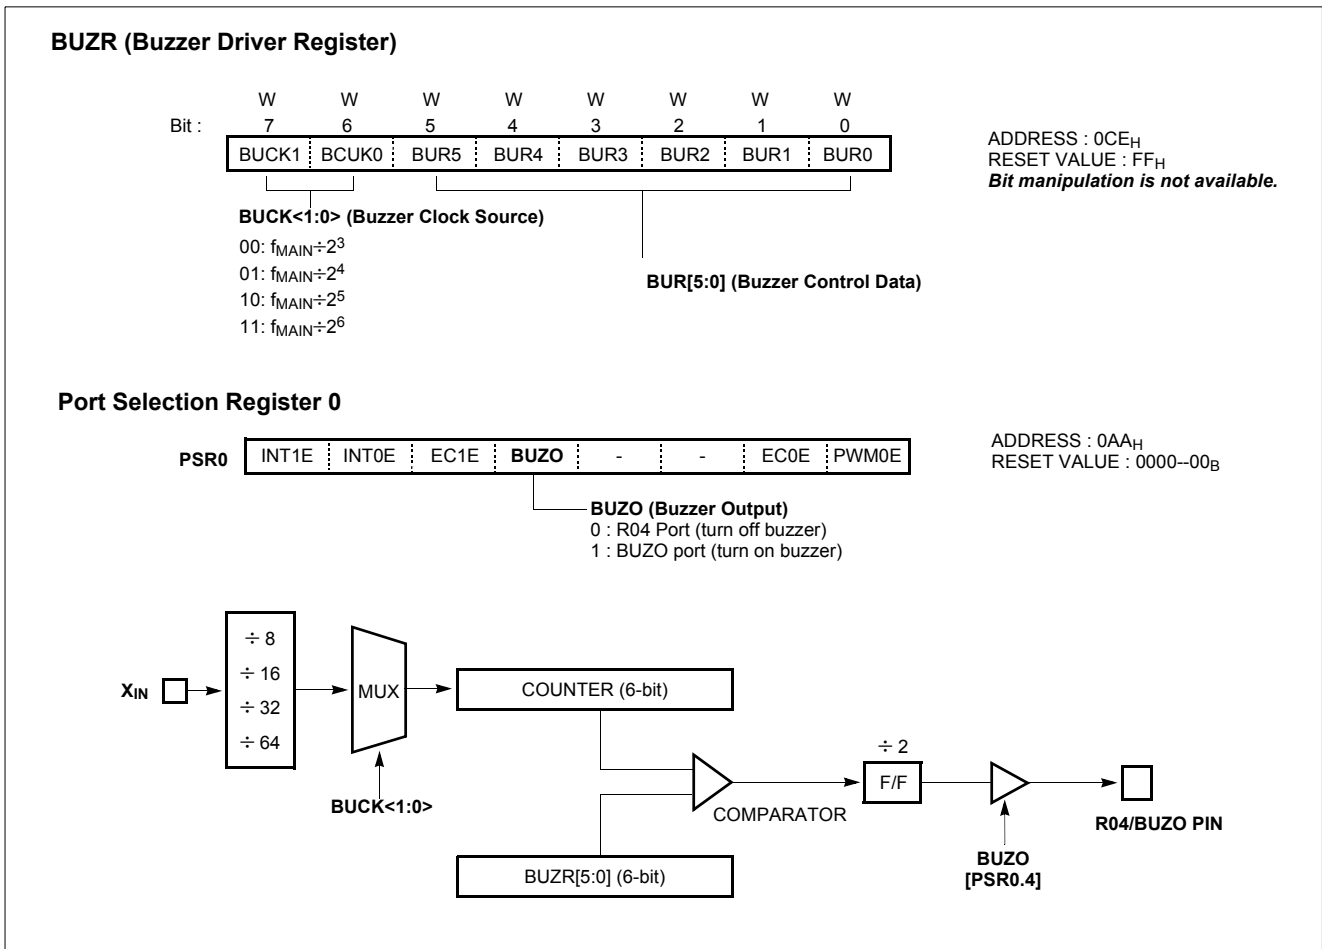 BUZR (Buzzer Driver Register)
W W W W W W W W
Bit : 7 6 5 4 3 2 1 0
BUCK1 BCUK0 BUR5 BUR4 BUR3 BUR2 BUR1 BUR0
ADDRESS : 0CEH
RESET VALUE : FFH
Bit manipulation is not available.
BUCK<1:0> (Buzzer Clock Source)
00: fMAIN÷2³
01: fMAIN÷2⁴
10: fMAIN÷2⁵
11: fMAIN÷2⁶
BUR[5:0] (Buzzer Control Data)
Port Selection Register 0
PSR0 INT1E INT0E EC1E BUZO - - EC0E PWM0E
ADDRESS : 0AAH
RESET VALUE : 0000--00B
BUZO (Buzzer Output)
0 : R04 Port (turn off buzzer)
1 : BUZO port (turn on buzzer)
XIN
÷ 8
÷ 16
÷ 32
÷ 64
MUX
BUCK<1:0>
COUNTER (6-bit)
BUZR[5:0] (6-bit)
COMPARATOR
÷ 2
F/F
BUZO
[PSR0.4]
R04/BUZO PIN